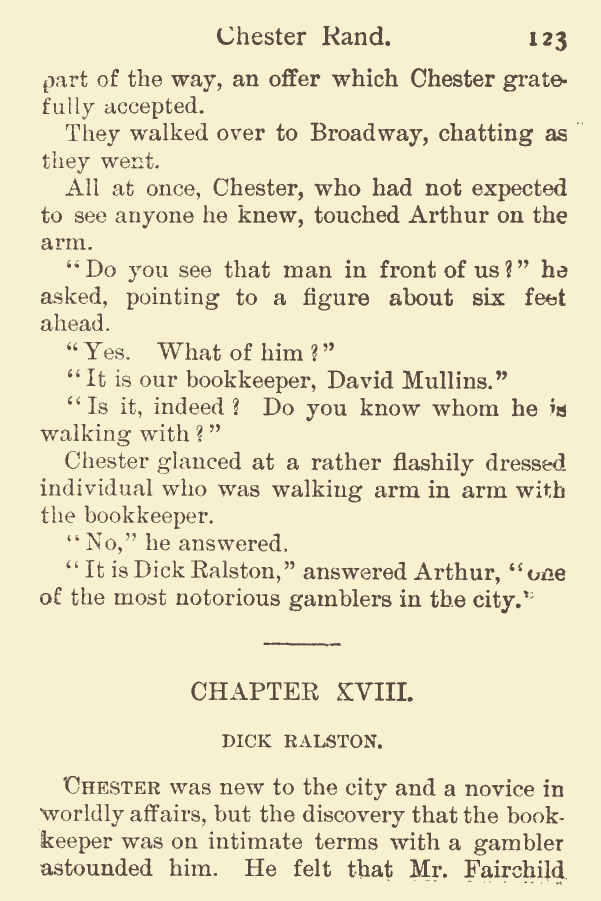 Chester Rand. 123
part of the way, an offer which Chester grate-
fully accepted.
They walked over to Broadway, chatting as
they went.
All at once, Chester, who had not expected
to see anyone he knew, touched Arthur on the
arm.
“Do you see that man in front of us?” he
asked, pointing to a figure about six feet
ahead.
“Yes. What of him?”
“It is our bookkeeper, David Mullins.”
“Is it, indeed? Do you know whom he is
walking with?”
Chester glanced at a rather flashily dressed
individual who was walking arm in arm with
the bookkeeper.
“No,” he answered.
“It is Dick Ralston,” answered Arthur, “one
of the most notorious gamblers in the city.”
CHAPTER XVIII.
DICK RALSTON.
CHESTER was new to the city and a novice in
worldly affairs, but the discovery that the book-
keeper was on intimate terms with a gambler
astounded him. He felt that Mr. Fairchild